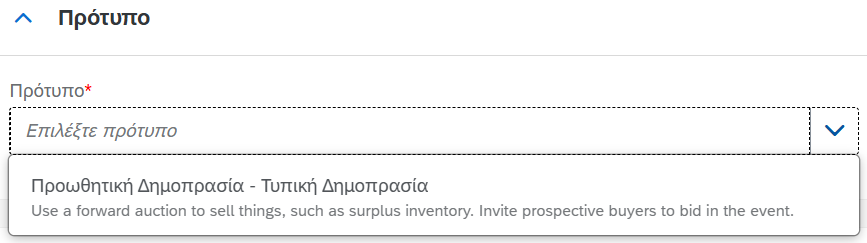 Πρότυπο
Πρότυπο*
Επιλέξτε πρότυπο
Προωθητική Δημοπρασία - Τυπική Δημοπρασία
Use a forward auction to sell things, such as surplus inventory. Invite prospective buyers to bid in the event.